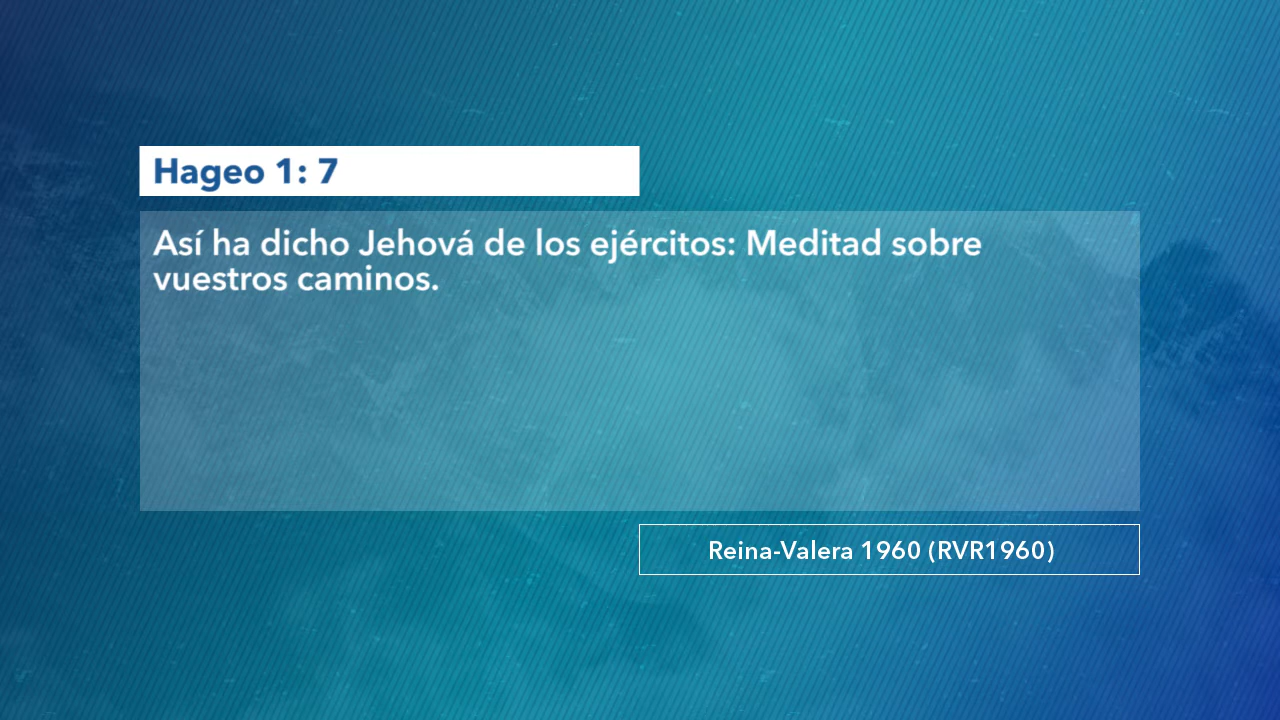 Hageo 1: 7
Así ha dicho Jehová de los ejércitos: Meditad sobre
vuestros caminos.
Reina-Valera 1960 (RVR1960)